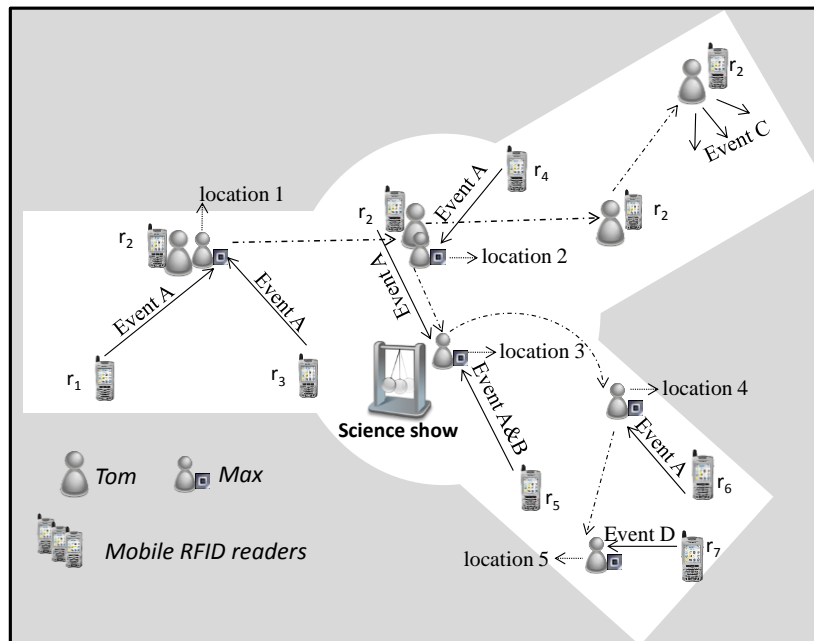 r2
Event C
r4
Event A
location 1
r2
r2
r2
location 2
Event A
Event A
Event A
r1
r3
location 3
location 4
Science show
Event A&B
Event A
Tom
Max
r5
r6
Mobile RFID readers
Event D
r7
location 5